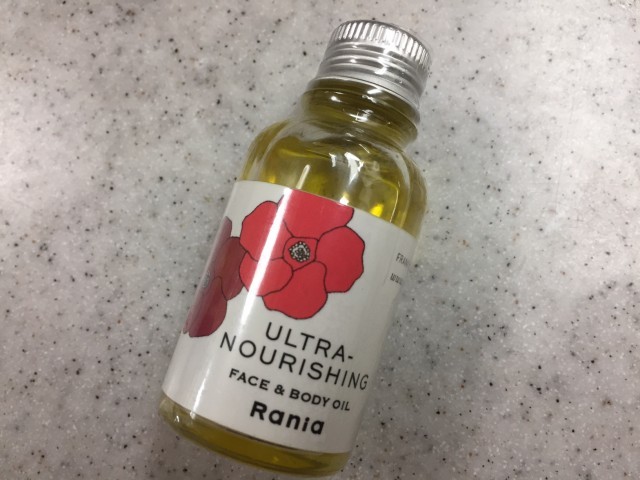 ULTRA-
NOURISHING
FACE & BODY OIL
Rania